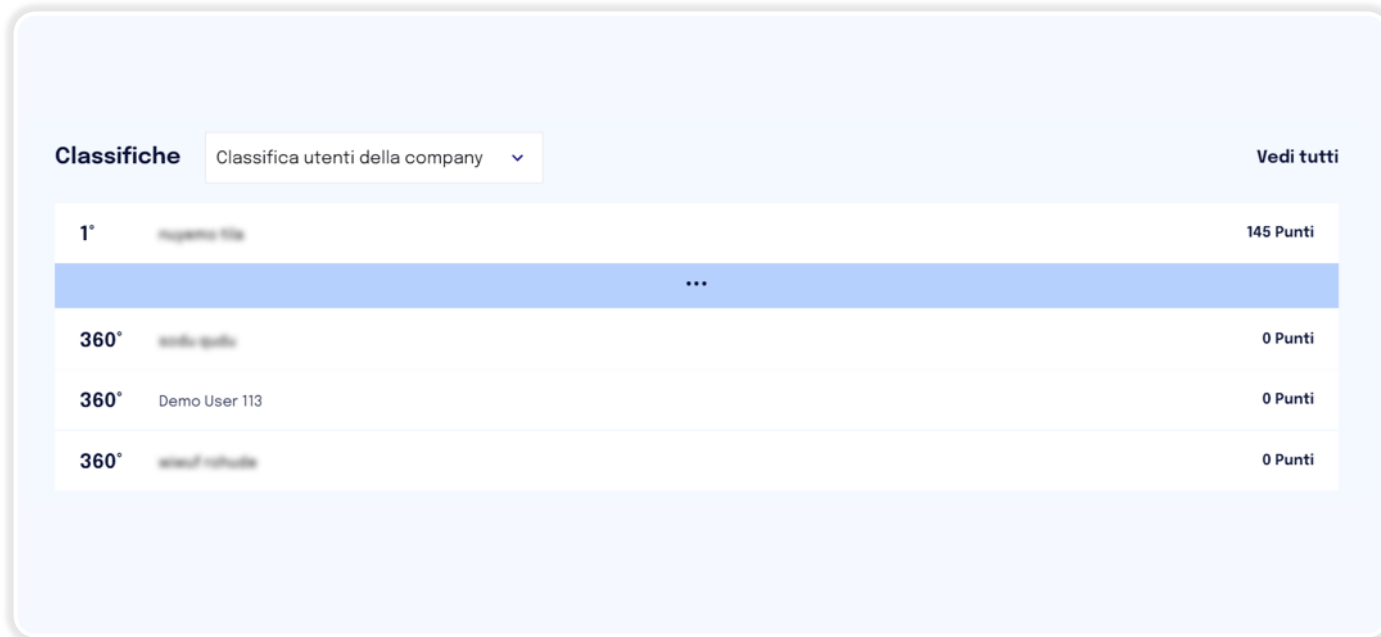 Classifiche Classifica utenti della company Vedi tutti
1° 145 Punti
...
360° 0 Punti
360° Demo User 113 0 Punti
360° 0 Punti